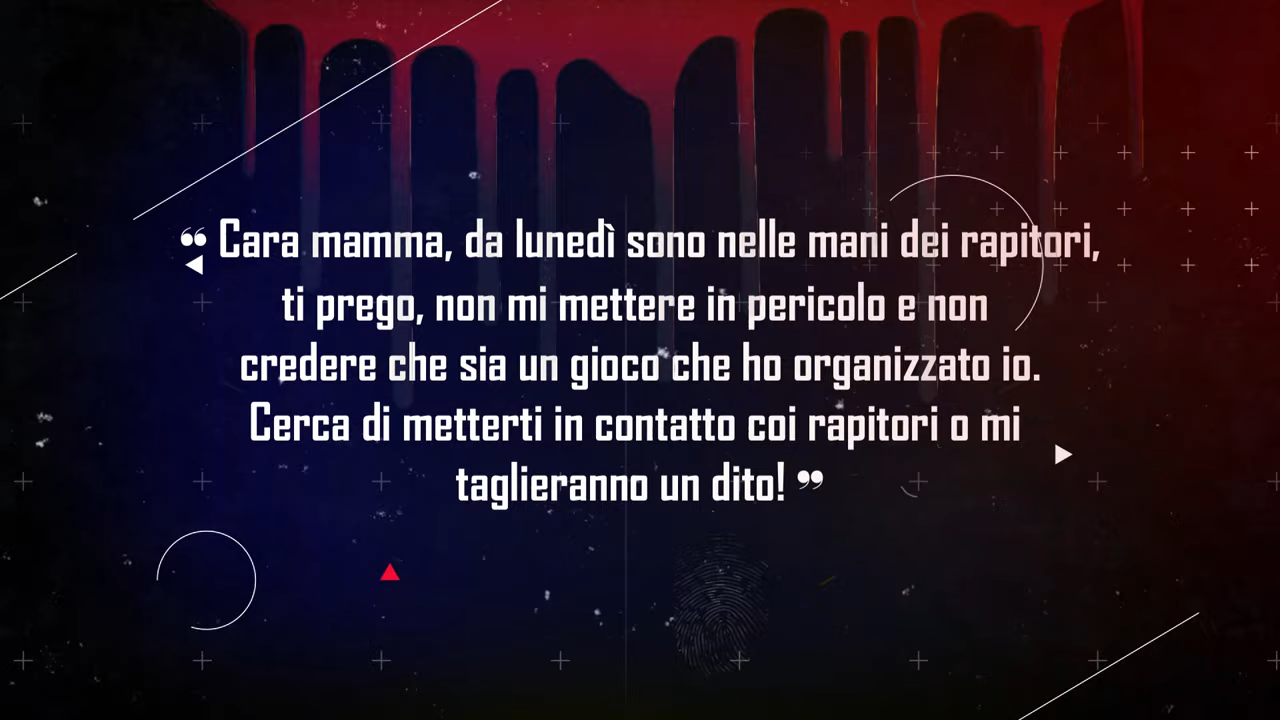 ❝ Cara mamma, da lunedì sono nelle mani dei rapitori,
ti prego, non mi mettere in pericolo e non
credere che sia un gioco che ho organizzato io.
Cerca di metterti in contatto coi rapitori o mi
taglieranno un dito! ❞